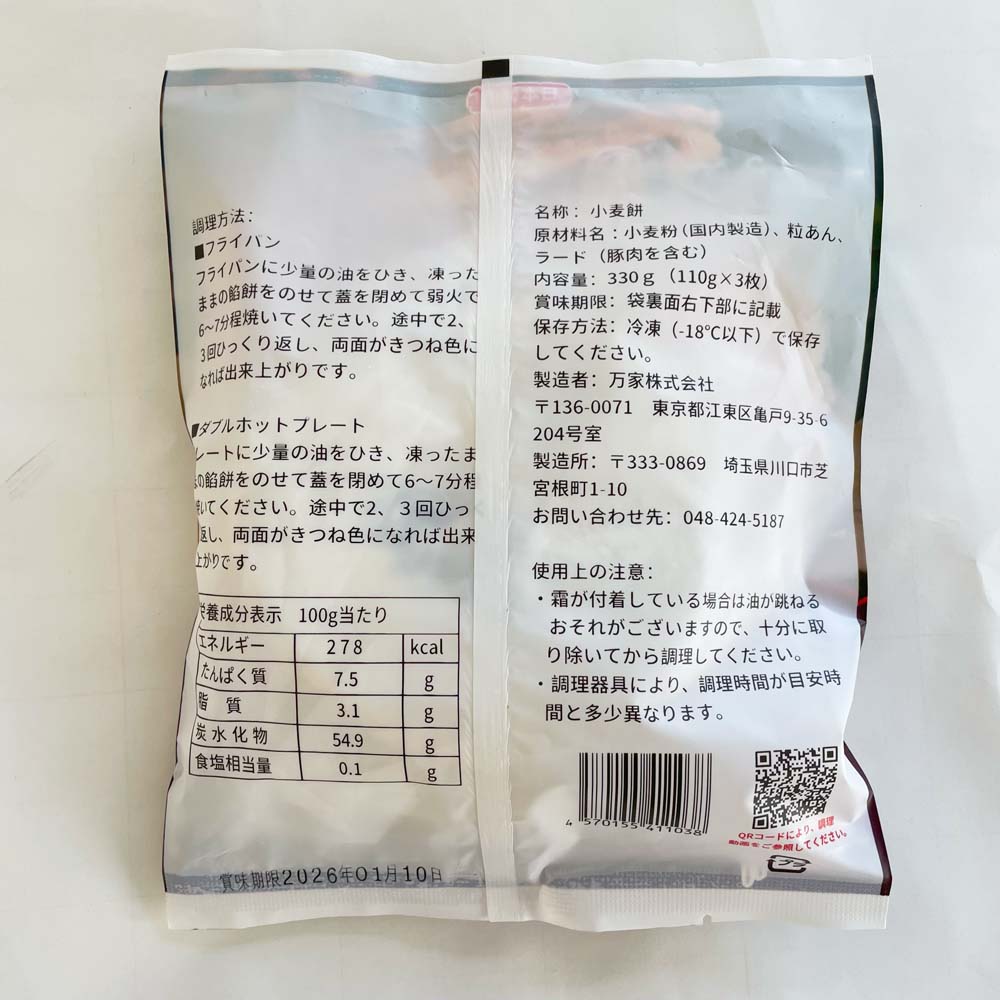 調理方法：
■フライパン
フライパンに少量の油をひき、凍った
ままの餡餅をのせて蓋を閉めて弱火で
6～7分程焼いてください。途中で2、
3回ひっくり返し、両面がきつね色に
なれば出来上がりです。
■ダブルホットプレート
レートに少量の油をひき、凍ったま
の餡餅をのせて蓋を閉めて6～7分程
いてください。途中で2、3回ひっく
返し、両面がきつね色になれば出来
上がりです。
栄養成分表示 100g当たり
エネルギー 278 kcal
たんぱく質 7.5 g
脂 質 3.1 g
炭水化物 54.9 g
食塩相当量 0.1 g
賞味期限2026年01月10日
名称：小麦餅
原材料名：小麦粉（国内製造）、粒あん、
ラード（豚肉を含む）
内容量：330ｇ（110g×3枚）
賞味期限：袋裏面右下部に記載
保存方法：冷凍（-18℃以下）で保存
してください。
製造者：万家株式会社
〒136-0071 東京都江東区亀戸9-35-6
204号室
製造所：〒333-0869 埼玉県川口市芝
宮根町1-10
お問い合わせ先：048-424-5187
使用上の注意：
・霜が付着している場合は油が跳ねる
おそれがございますので、十分に取
り除いてから調理してください。
・調理器具により、調理時間が目安時
間と多少異なります。
4 570155 411038
QRコードにより、調理
動画をご参照してください。
プラ